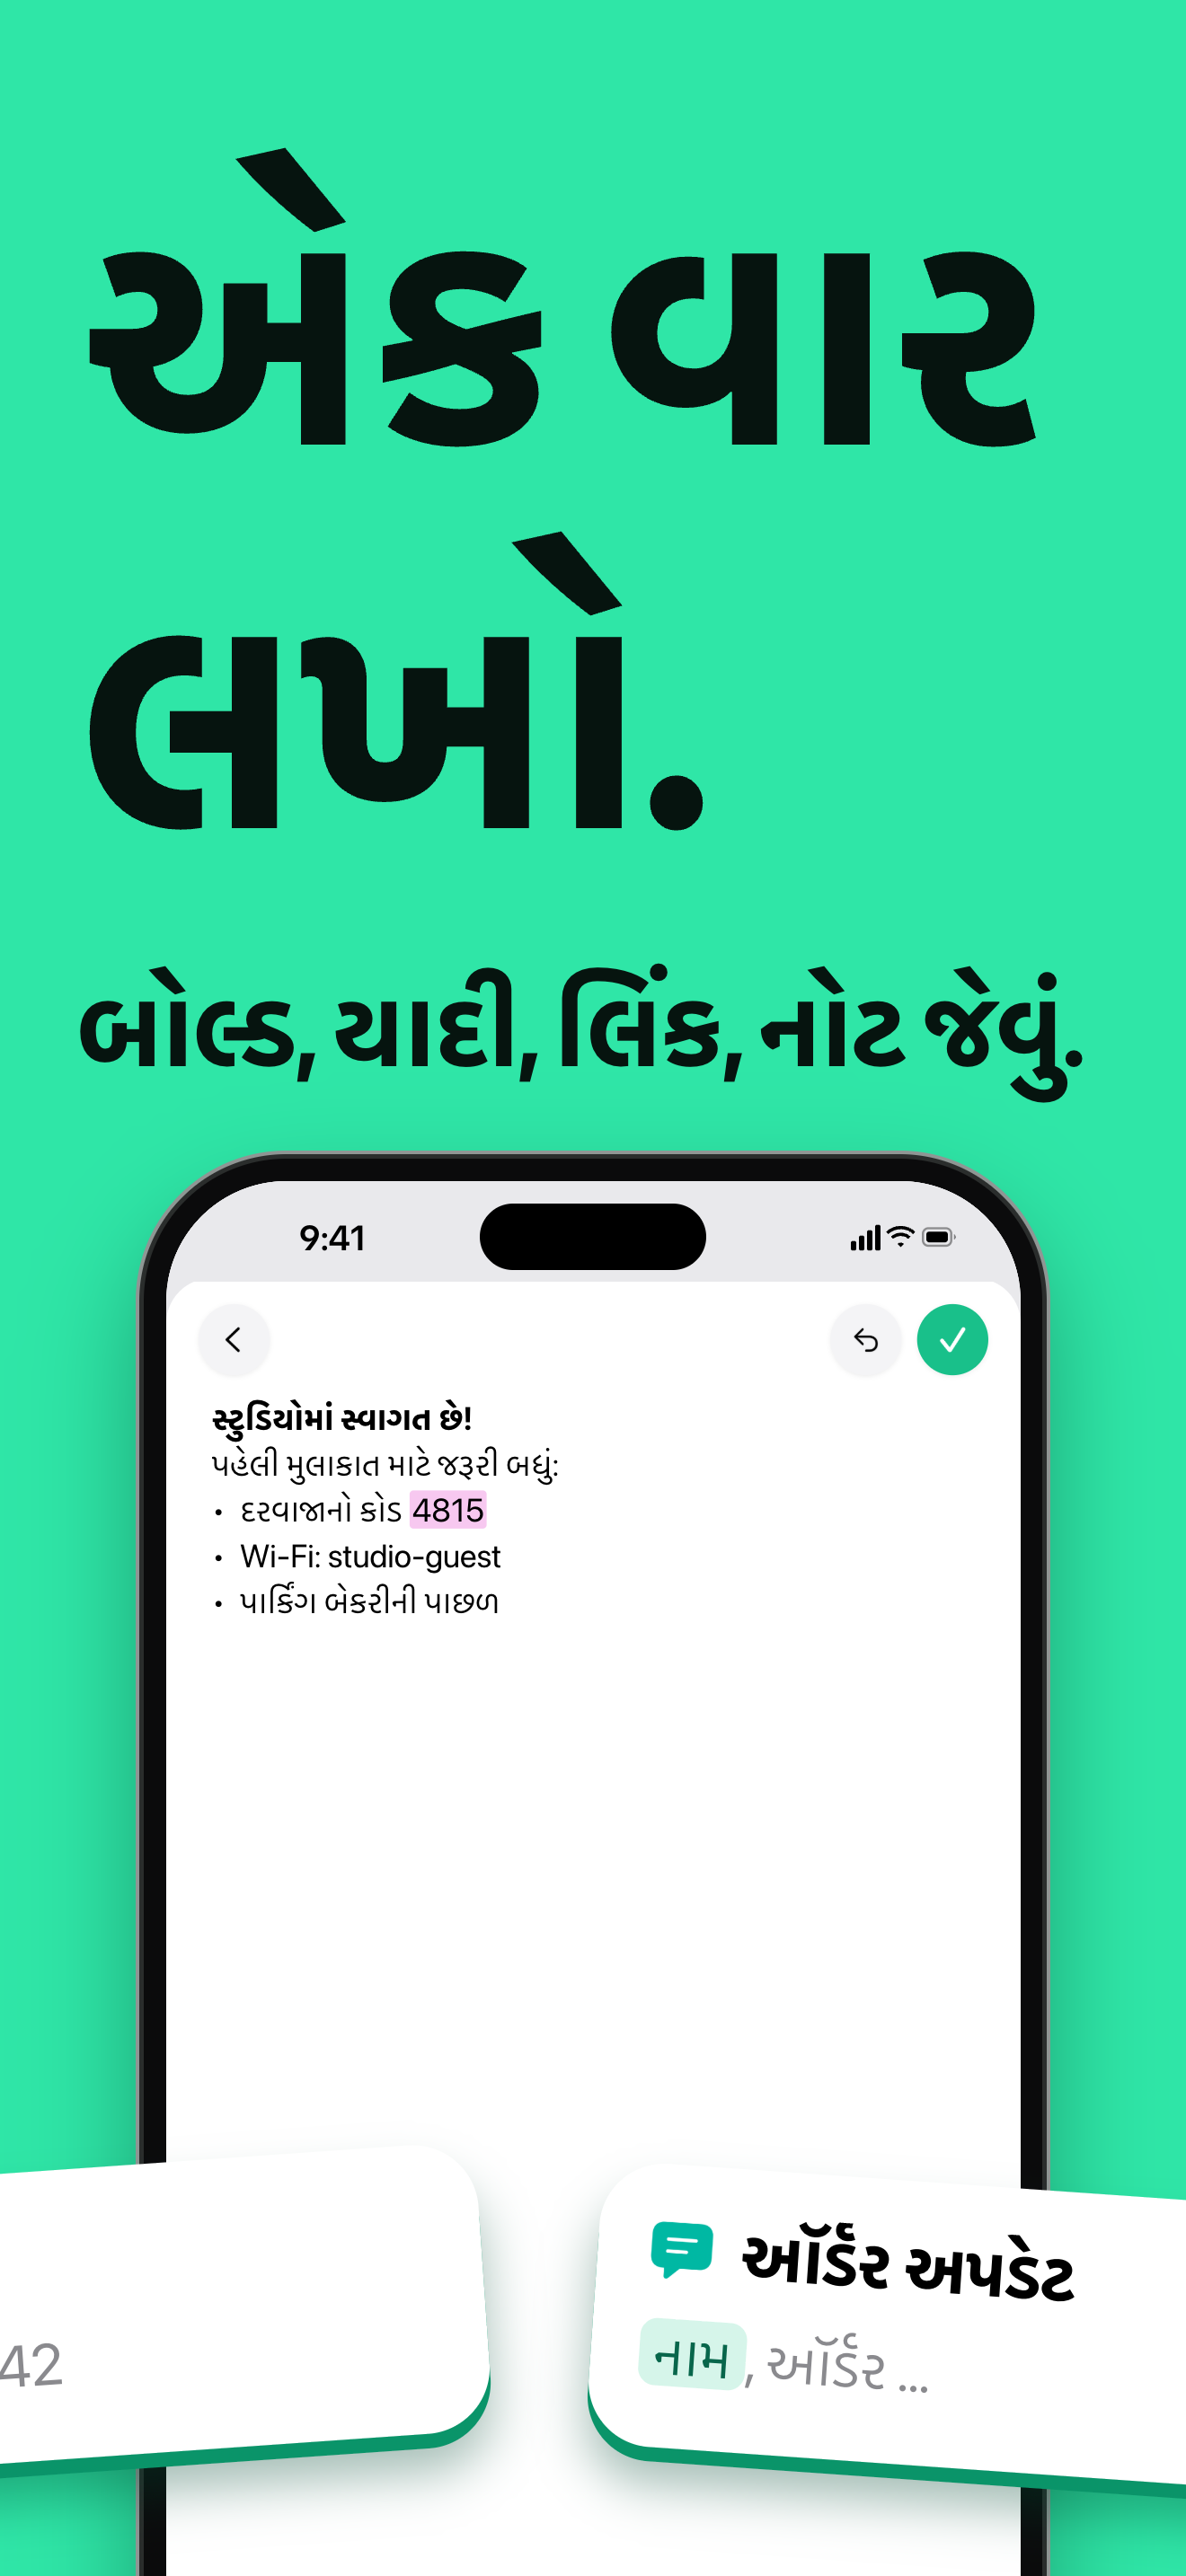 એક વાર
લખો.
બોલ્ડ, યાદી, લિંક, નોટ જેવું.
9:41
સ્ટુડિયોમાં સ્વાગત છે!
પહેલી મુલાકાત માટે જરૂરી બધું:
• દરવાજાનો કોડ 4815
• Wi-Fi: studio-guest
• પાર્કિંગ બેકરીની પાછળ
42
ઑર્ડર અપડેટ
નામ, ઑર્ડર ...